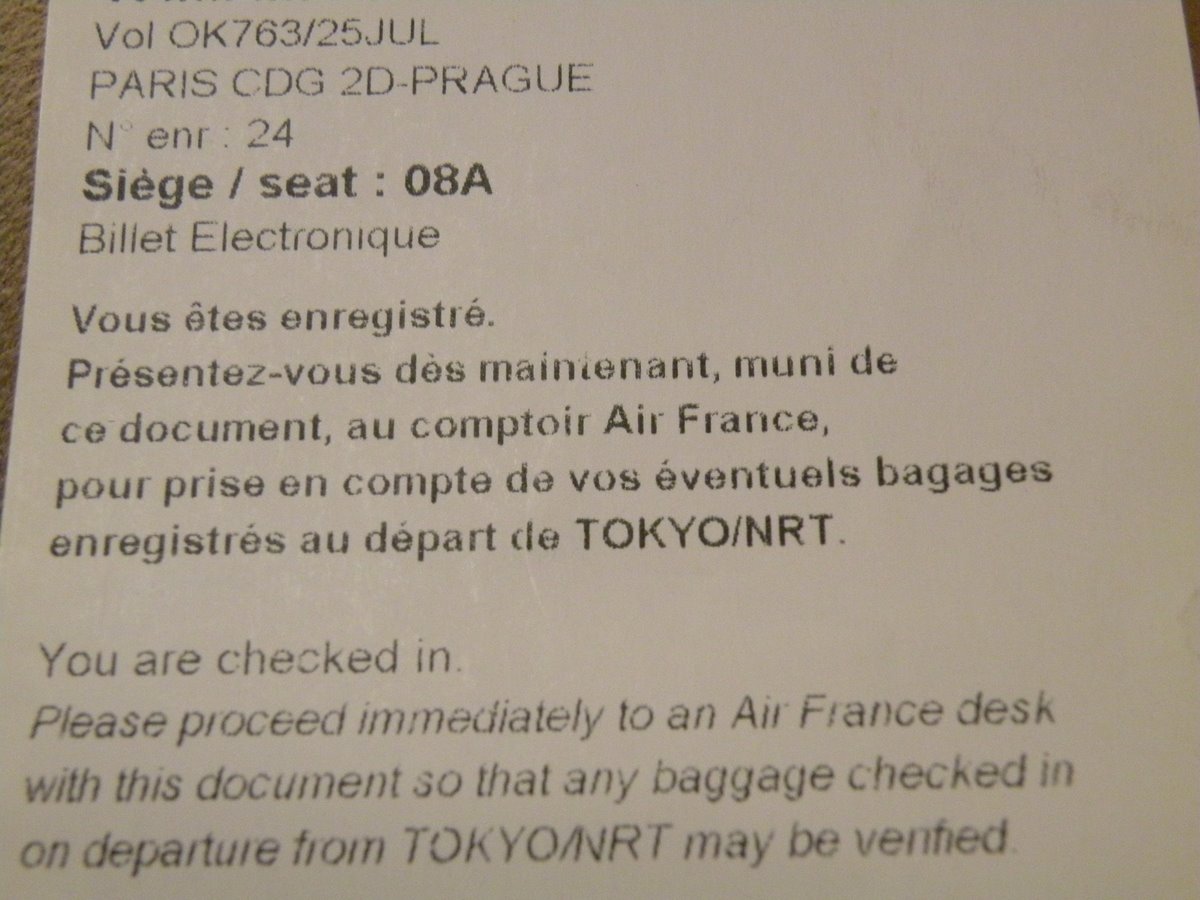 Vol OK763/25JUL
PARIS CDG 2D-PRAGUE
N° enr : 24
Siège / seat : 08A
Billet Electronique
Vous êtes enregistré.
Présentez-vous dès maintenant, muni de
ce document, au comptoir Air France,
pour prise en compte de vos éventuels bagages
enregistrés au départ de TOKYO/NRT.
You are checked in.
Please proceed immediately to an Air France desk
with this document so that any baggage checked in
on departure from TOKYO/NRT may be verified.